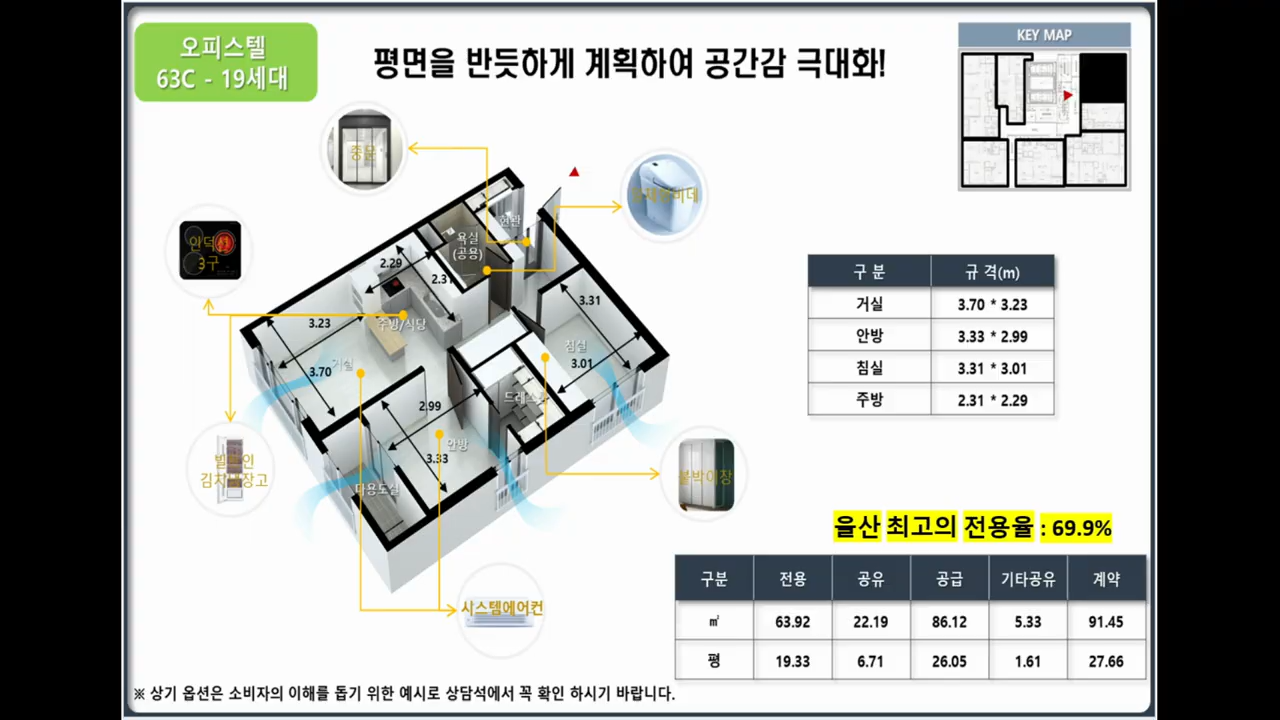 오피스텔
63C - 19세대
평면을 반듯하게 계획하여 공간감 극대화!
KEY MAP
중문
현관
욕실
(공용)
인덕션
3구
2.29
2.31
3.31
3.23
주방/식당
침실
3.01
거실
3.70
2.99
드레스룸
안방
3.33
빌트인
김치냉장고
다용도실
붙박이장
시스템에어컨
구 분 규 격(m)
거실 3.70 * 3.23
안방 3.33 * 2.99
침실 3.31 * 3.01
주방 2.31 * 2.29
울산 최고의 전용율 : 69.9%
구분 전용 공유 공급 기타공유 계약
㎡ 63.92 22.19 86.12 5.33 91.45
평 19.33 6.71 26.05 1.61 27.66
※ 상기 옵션은 소비자의 이해를 돕기 위한 예시로 상담석에서 꼭 확인 하시기 바랍니다.